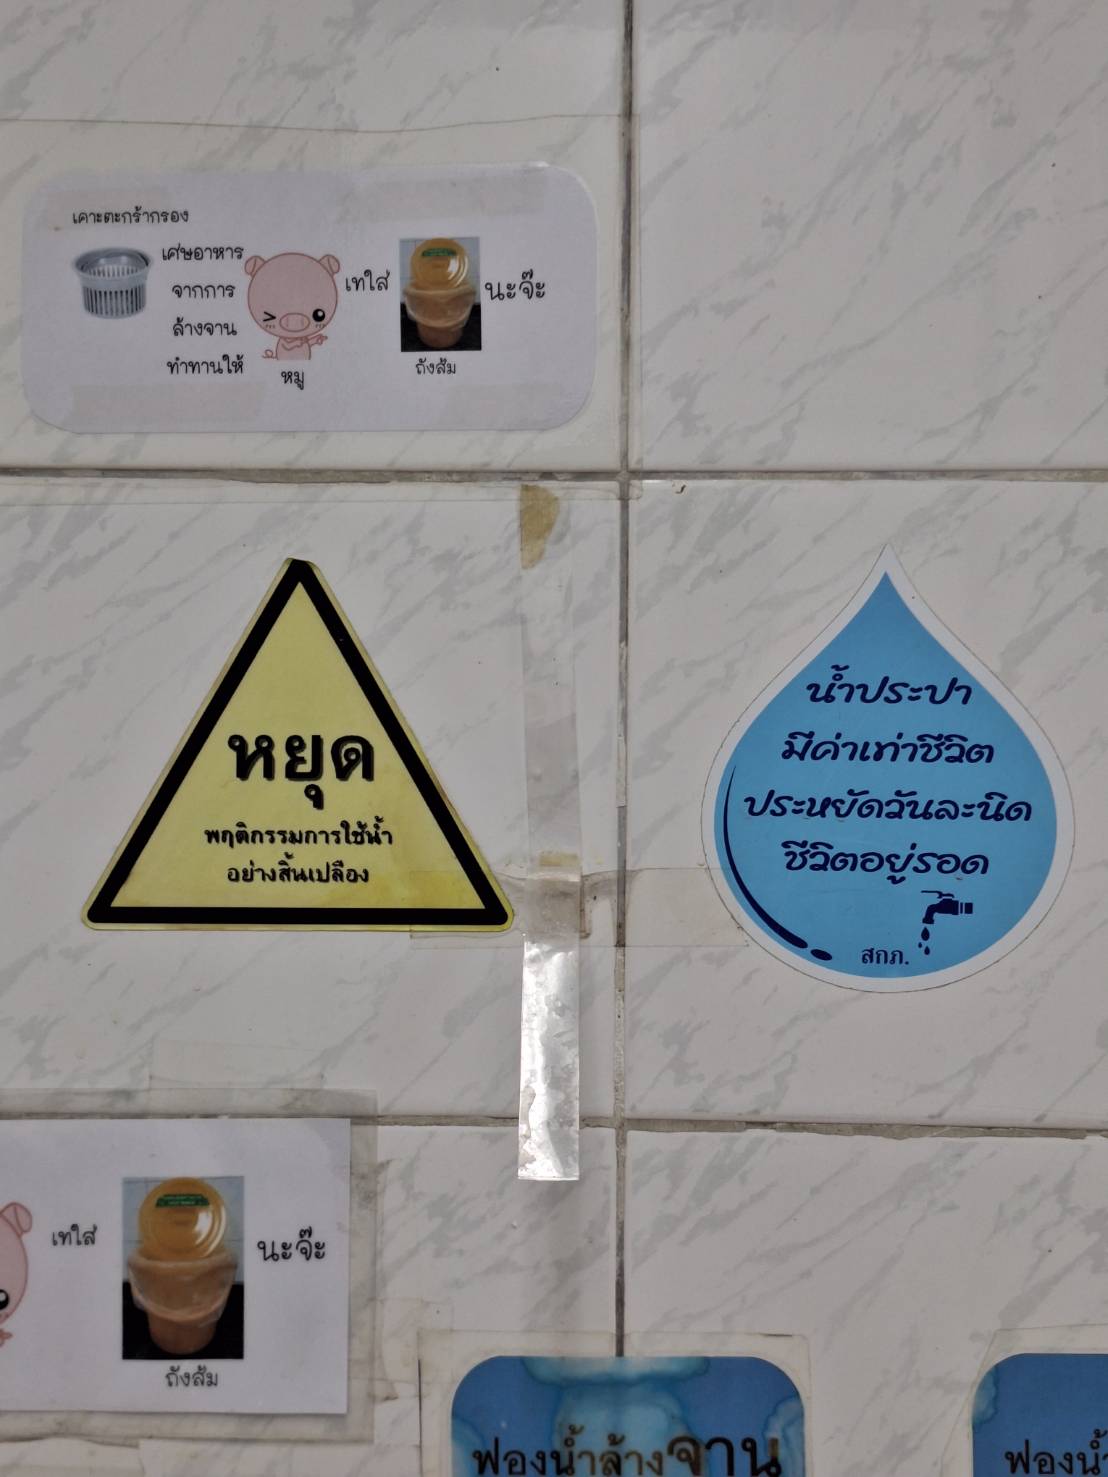 เคาะตะกร้ากรอง
เศษอาหาร
จากการ
ล้างจาน
ทำทานให้
หมู
เทใส่
ถังส้ม
นะจ๊ะ
หยุด
พฤติกรรมการใช้น้ำ
อย่างสิ้นเปลือง
น้ำประปา
มีค่าเท่าชีวิต
ประหยัดวันละนิด
ชีวิตอยู่รอด
สกภ.
เทใส่
ถังส้ม
นะจ๊ะ
ฟองน้ำล้างจาน
ฟองน้ำ